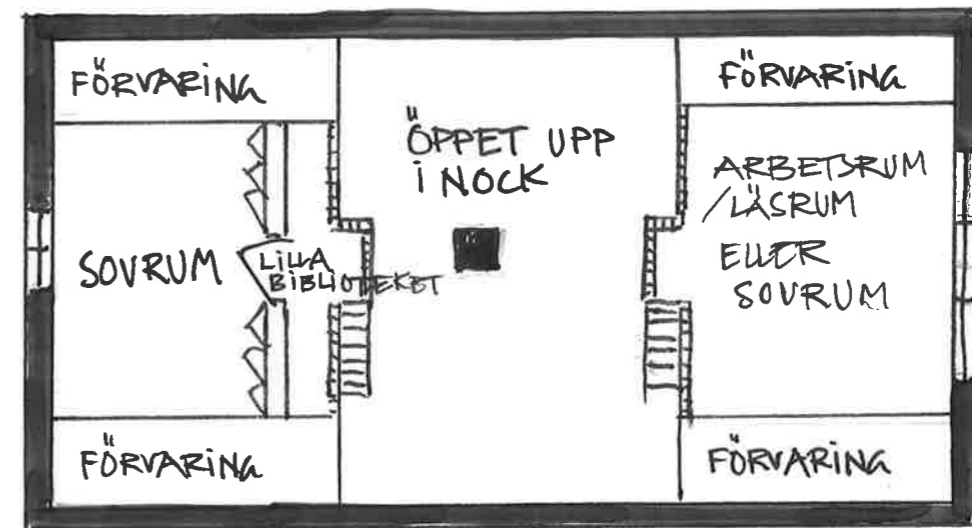 FÖRVARING
ÖPPET UPP
I NOCK
FÖRVARING
ARBETSRUM
/LÄSRUM
ELLER
SOVRUM
SOVRUM
LILLA
BIBLIOTEKET
FÖRVARING
FÖRVARING